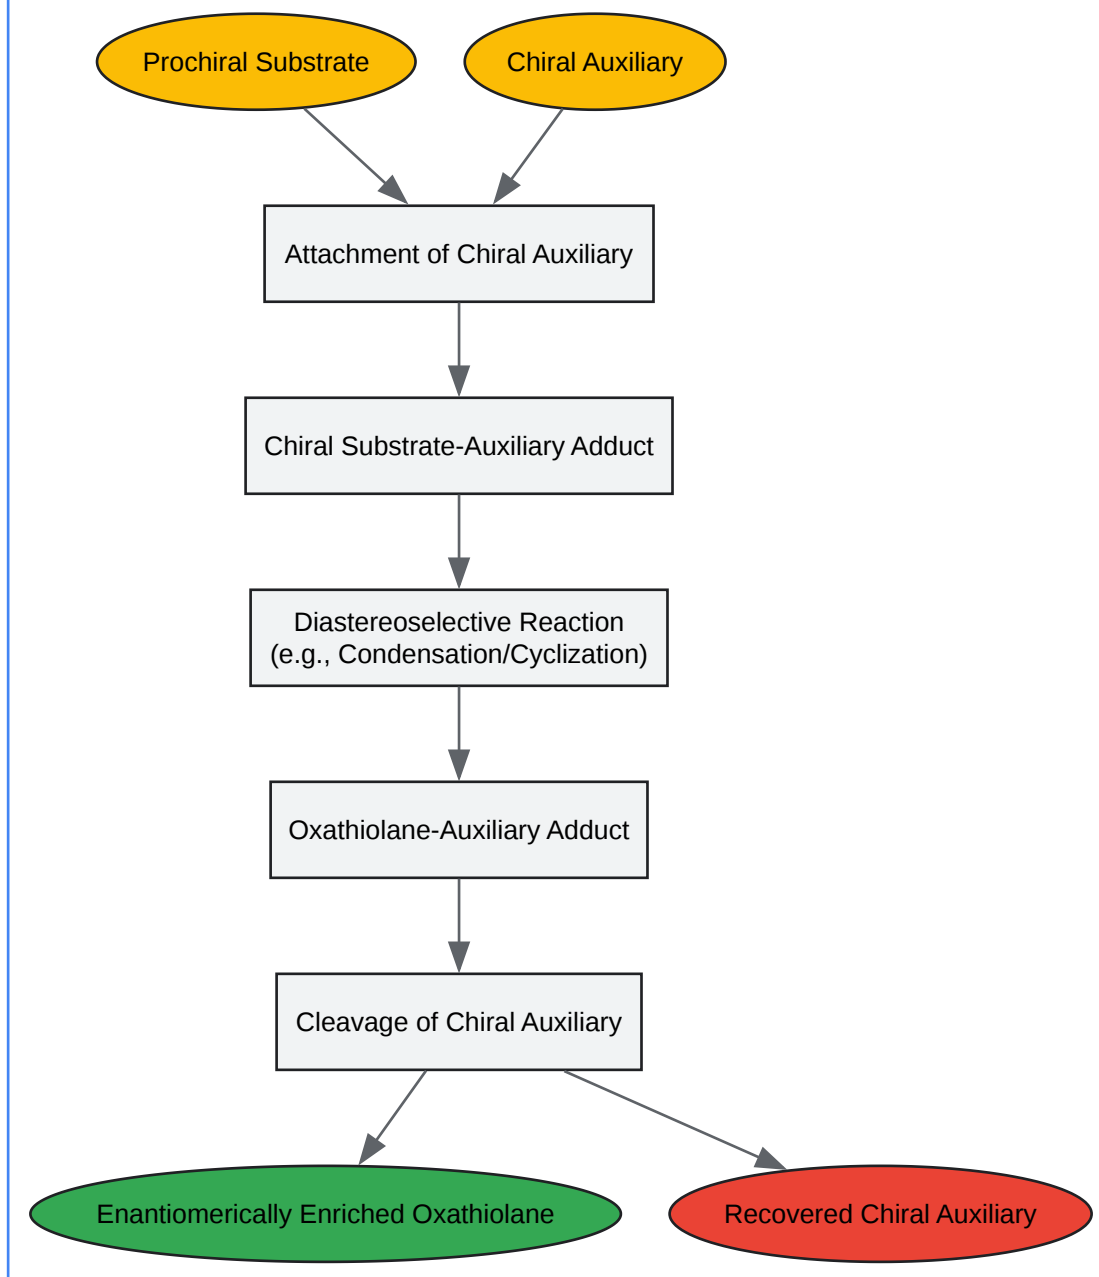 Prochiral Substrate
Chiral Auxiliary
Attachment of Chiral Auxiliary
Chiral Substrate-Auxiliary Adduct
Diastereoselective Reaction
(e.g., Condensation/Cyclization)
Oxathiolane-Auxiliary Adduct
Cleavage of Chiral Auxiliary
Enantiomerically Enriched Oxathiolane
Recovered Chiral Auxiliary